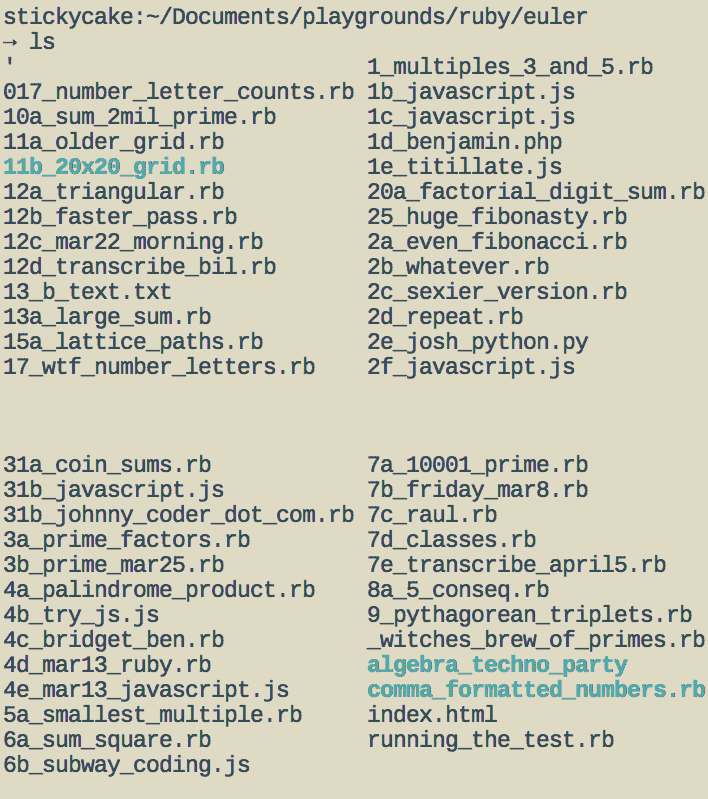 stickycake:~/Documents/playgrounds/ruby/euler
→ ls
' 1_multiples_3_and_5.rb
017_number_letter_counts.rb 1b_javascript.js
10a_sum_2mil_prime.rb 1c_javascript.js
11a_older_grid.rb 1d_benjamin.php
11b_20x20_grid.rb 1e_titillate.js
12a_triangular.rb 20a_factorial_digit_sum.rb
12b_faster_pass.rb 25_huge_fibonasty.rb
12c_mar22_morning.rb 2a_even_fibonacci.rb
12d_transcribe_bil.rb 2b_whatever.rb
13_b_text.txt 2c_sexier_version.rb
13a_large_sum.rb 2d_repeat.rb
15a_lattice_paths.rb 2e_josh_python.py
17_wtf_number_letters.rb 2f_javascript.js
31a_coin_sums.rb 7a_10001_prime.rb
31b_javascript.js 7b_friday_mar8.rb
31b_johnny_coder_dot_com.rb 7c_raul.rb
3a_prime_factors.rb 7d_classes.rb
3b_prime_mar25.rb 7e_transcribe_april5.rb
4a_palindrome_product.rb 8a_5_conseq.rb
4b_try_js.js 9_pythagorean_triplets.rb
4c_bridget_ben.rb _witches_brew_of_primes.rb
4d_mar13_ruby.rb algebra_techno_party
4e_mar13_javascript.js comma_formatted_numbers.rb
5a_smallest_multiple.rb index.html
6a_sum_square.rb running_the_test.rb
6b_subway_coding.js